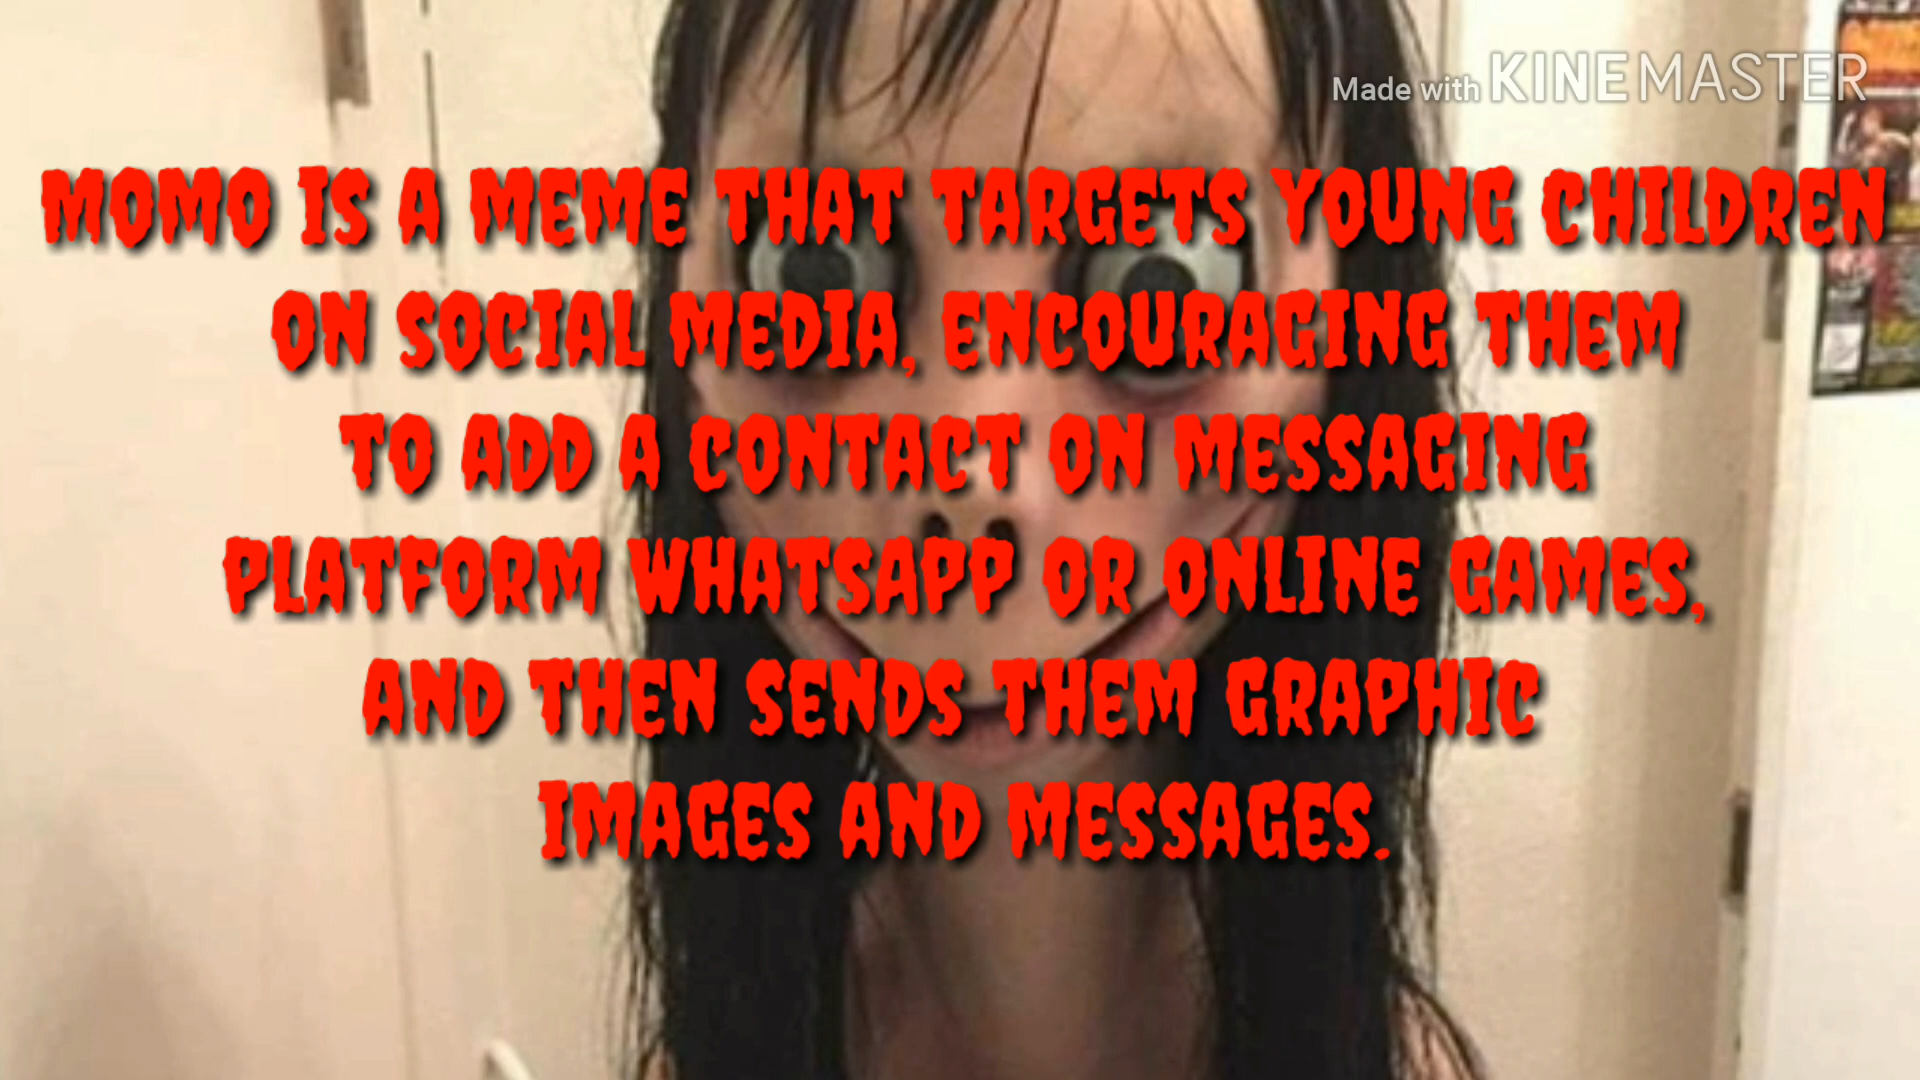 Made with KINEMASTER
MOMO IS A MEME THAT TARGETS YOUNG CHILDREN
ON SOCIAL MEDIA, ENCOURAGING THEM
TO ADD A CONTACT ON MESSAGING
PLATFORM WHATSAPP OR ONLINE GAMES,
AND THEN SENDS THEM GRAPHIC
IMAGES AND MESSAGES.